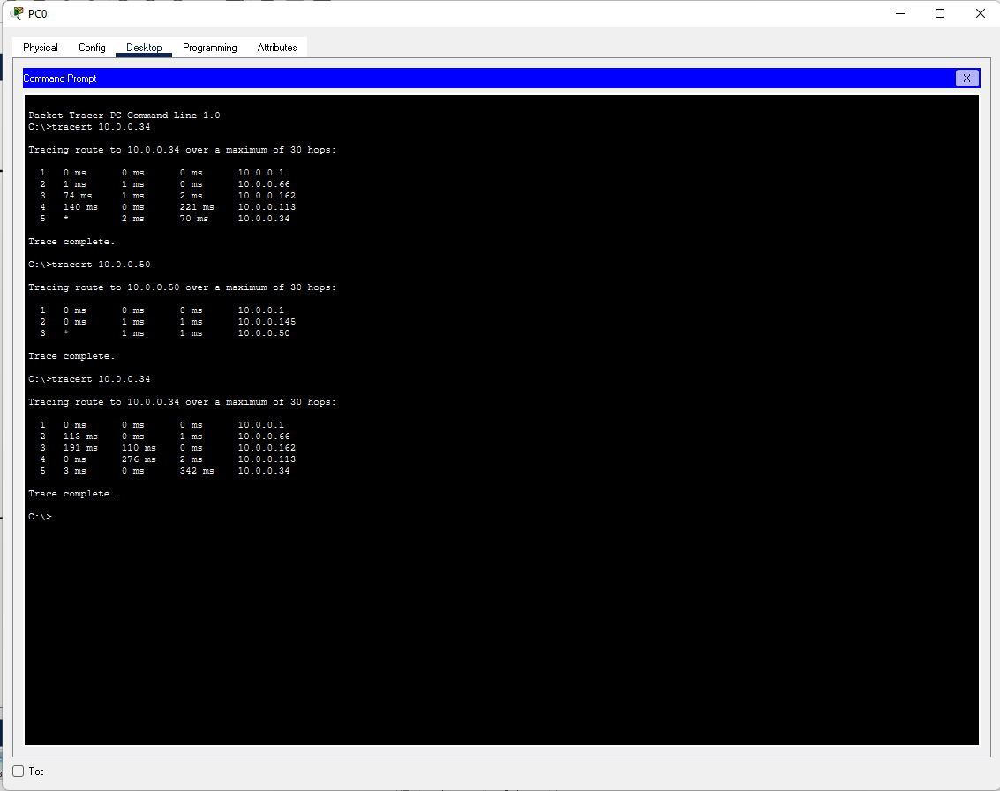 PC0
Physical Config Desktop Programming Attributes
Command Prompt X
Packet Tracer PC Command Line 1.0
C:\>tracert 10.0.0.34
Tracing route to 10.0.0.34 over a maximum of 30 hops:
1 0 ms 0 ms 0 ms 10.0.0.1
2 1 ms 1 ms 0 ms 10.0.0.66
3 74 ms 1 ms 2 ms 10.0.0.162
4 140 ms 0 ms 221 ms 10.0.0.113
5 * 2 ms 70 ms 10.0.0.34
Trace complete.
C:\>tracert 10.0.0.50
Tracing route to 10.0.0.50 over a maximum of 30 hops:
1 0 ms 0 ms 0 ms 10.0.0.1
2 0 ms 1 ms 1 ms 10.0.0.145
3 * 1 ms 1 ms 10.0.0.50
Trace complete.
C:\>tracert 10.0.0.34
Tracing route to 10.0.0.34 over a maximum of 30 hops:
1 0 ms 0 ms 0 ms 10.0.0.1
2 113 ms 0 ms 1 ms 10.0.0.66
3 191 ms 110 ms 0 ms 10.0.0.162
4 0 ms 276 ms 2 ms 10.0.0.113
5 3 ms 0 ms 342 ms 10.0.0.34
Trace complete.
C:\>
Top